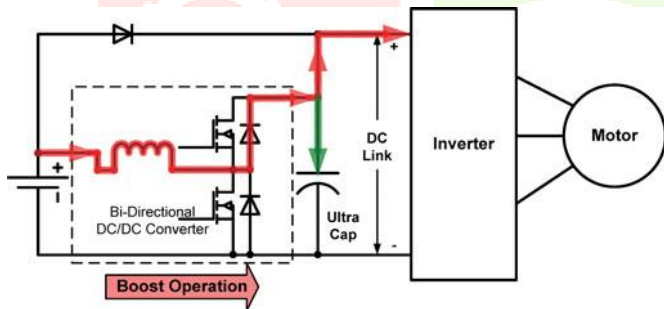 +
DC
Link
-
Inverter
Motor
+
Bi-Directional
DC/DC Converter
Ultra
Cap
Boost Operation